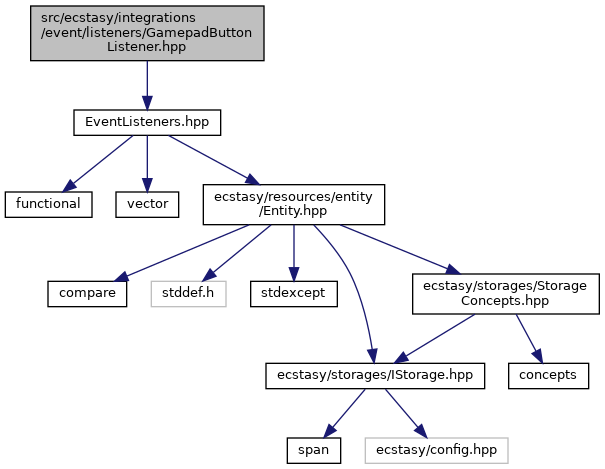 src/ecstasy/integrations
/event/listeners/GamepadButton
Listener.hpp
EventListeners.hpp
functional
vector
ecstasy/resources/entity
/Entity.hpp
compare
stddef.h
stdexcept
ecstasy/storages/Storage
Concepts.hpp
ecstasy/storages/IStorage.hpp
concepts
span
ecstasy/config.hpp